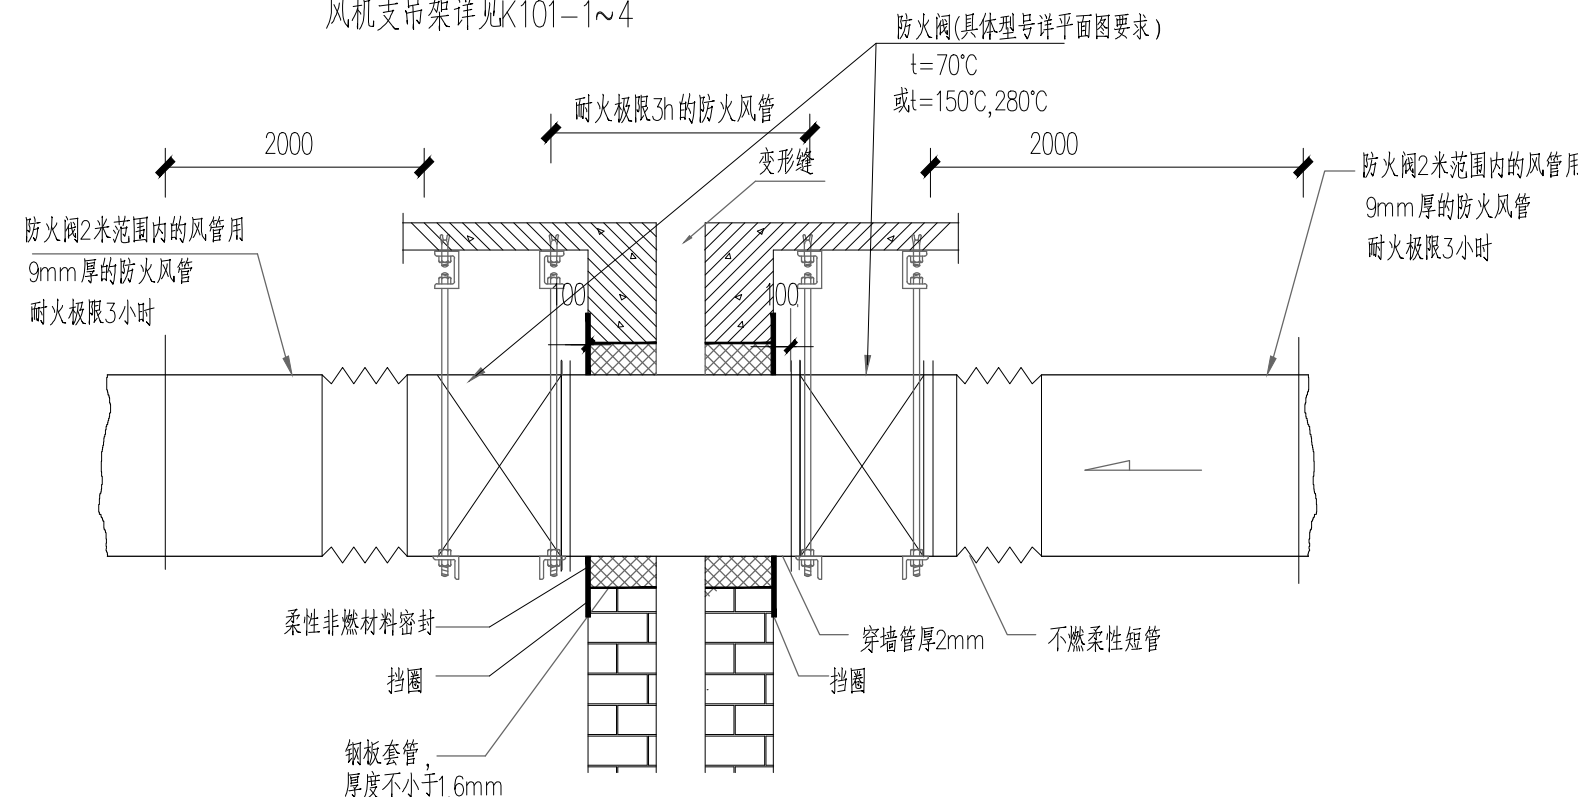 风机支吊架详见K101-1~4
防火阀(具体型号详平面图要求)
t=70℃
或t=150℃,280℃
耐火极限3h的防火风管
2000
变形缝
2000
防火阀2米范围内的风管用
9mm厚的防火风管
耐火极限3小时
防火阀2米范围内的风管用
9mm厚的防火风管
耐火极限3小时
100
100
柔性非燃材料密封
挡圈
钢板套管,
厚度不小于1.6mm
穿墙管厚2mm
不燃柔性短管
挡圈